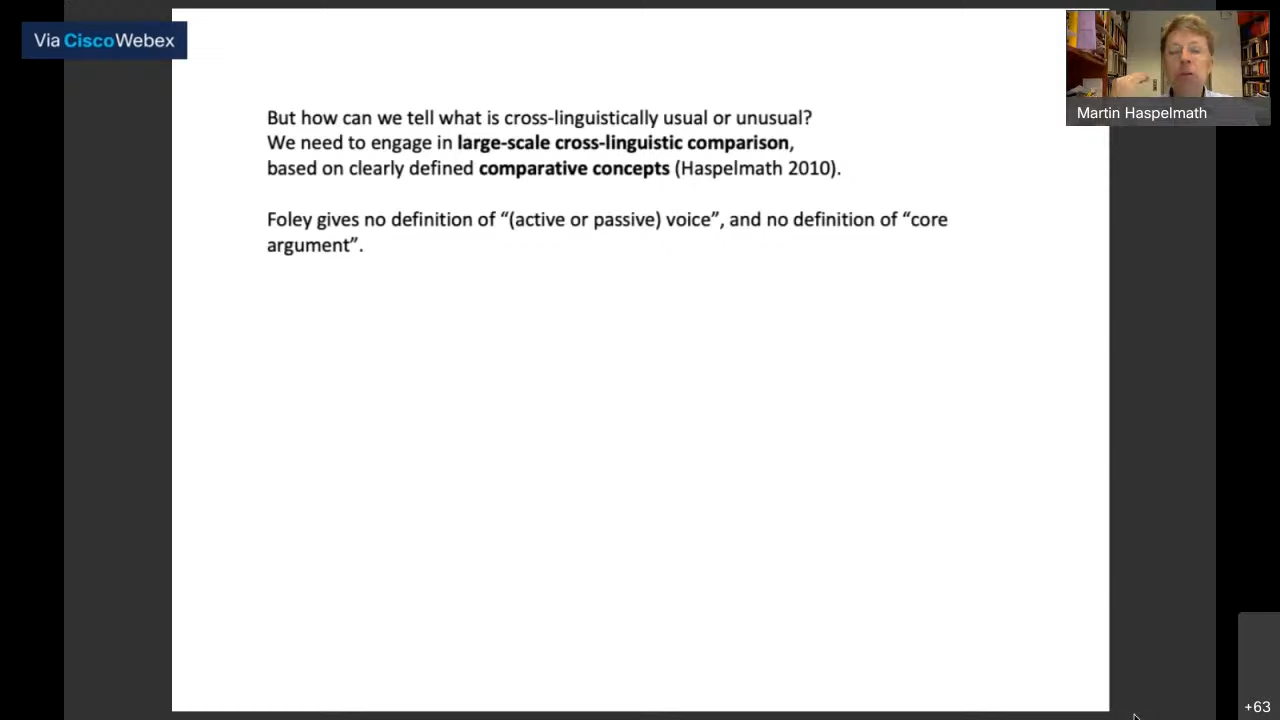 Via CiscoWebex
Martin Haspelmath
But how can we tell what is cross-linguistically usual or unusual?
We need to engage in large-scale cross-linguistic comparison,
based on clearly defined comparative concepts (Haspelmath 2010).
Foley gives no definition of “(active or passive) voice”, and no definition of “core
argument”.
+63